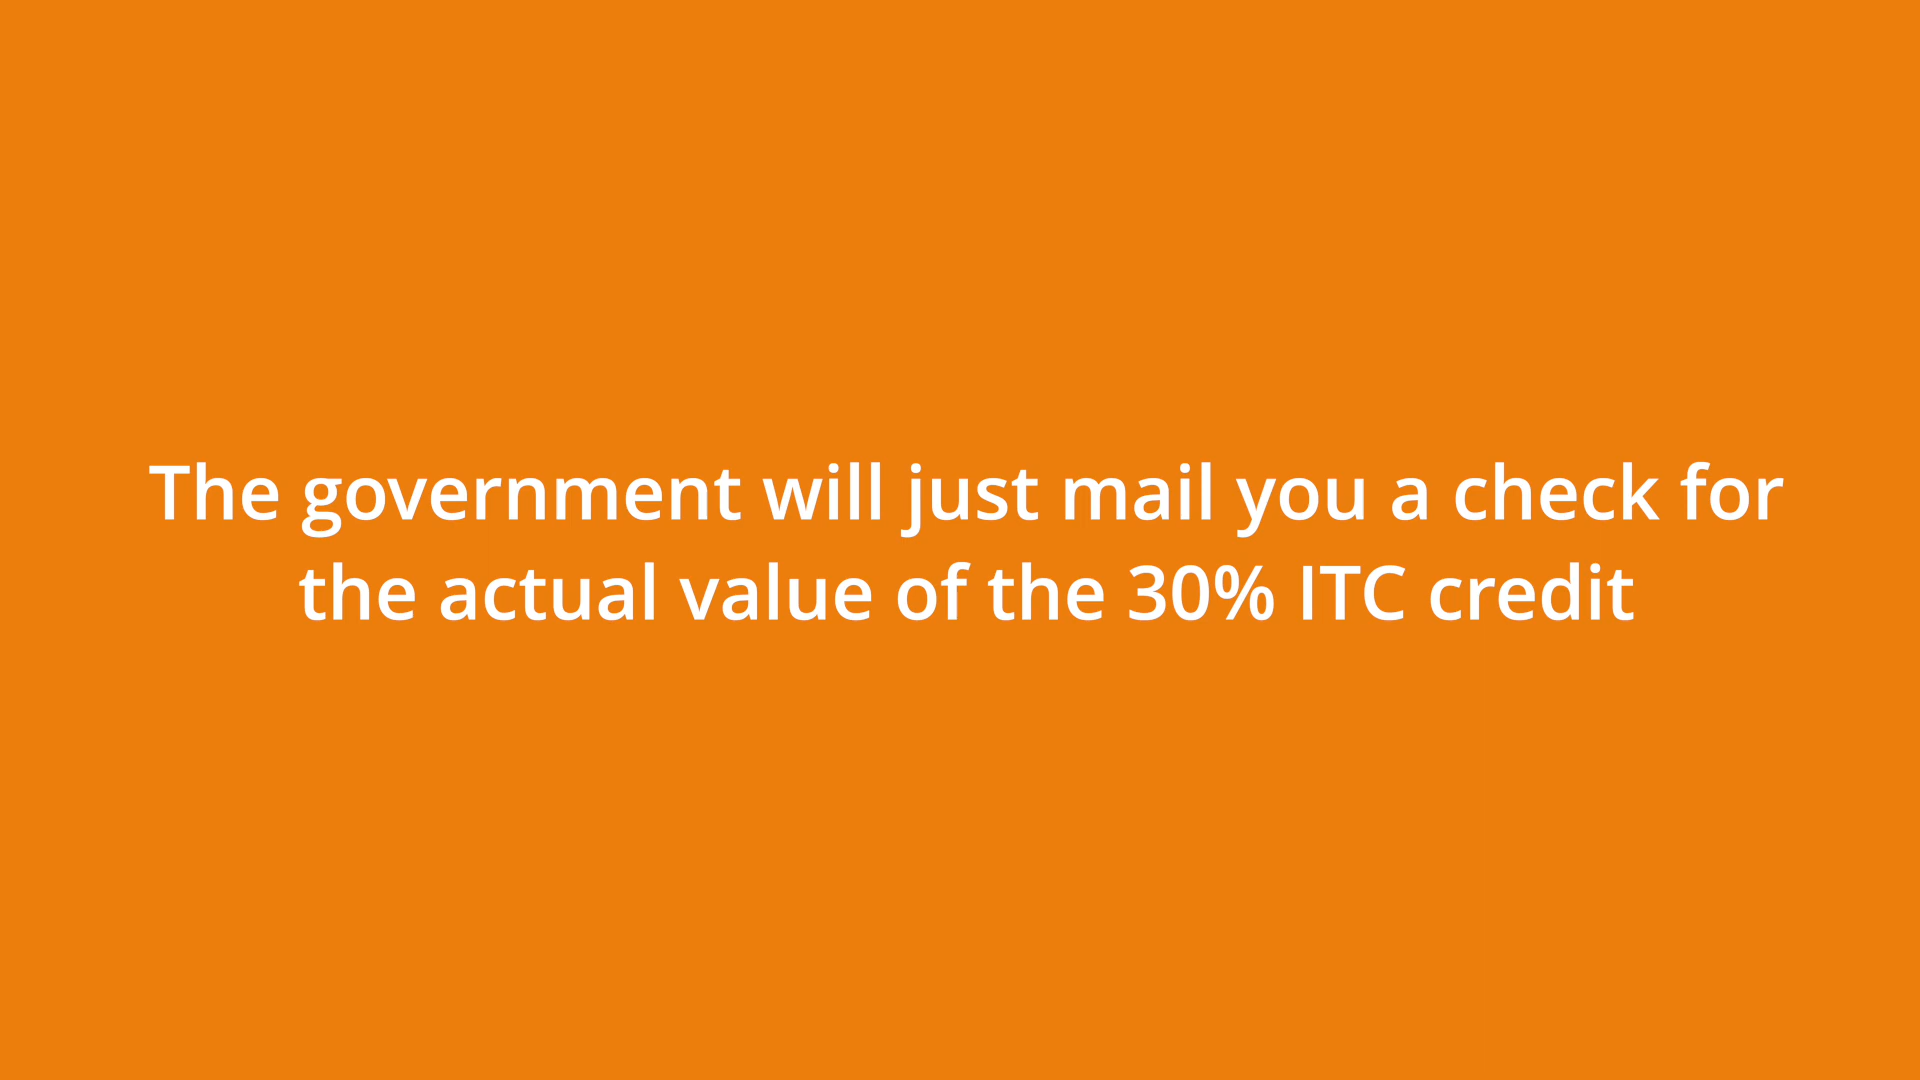 The government will just mail you a check for
the actual value of the 30% ITC credit